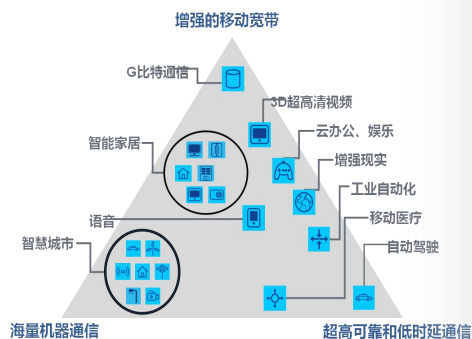 增强的移动宽带
G比特通信
3D超高清视频
云办公、娱乐
智能家居
增强现实
工业自动化
语音
移动医疗
智慧城市
自动驾驶
海量机器通信
超高可靠和低时延通信